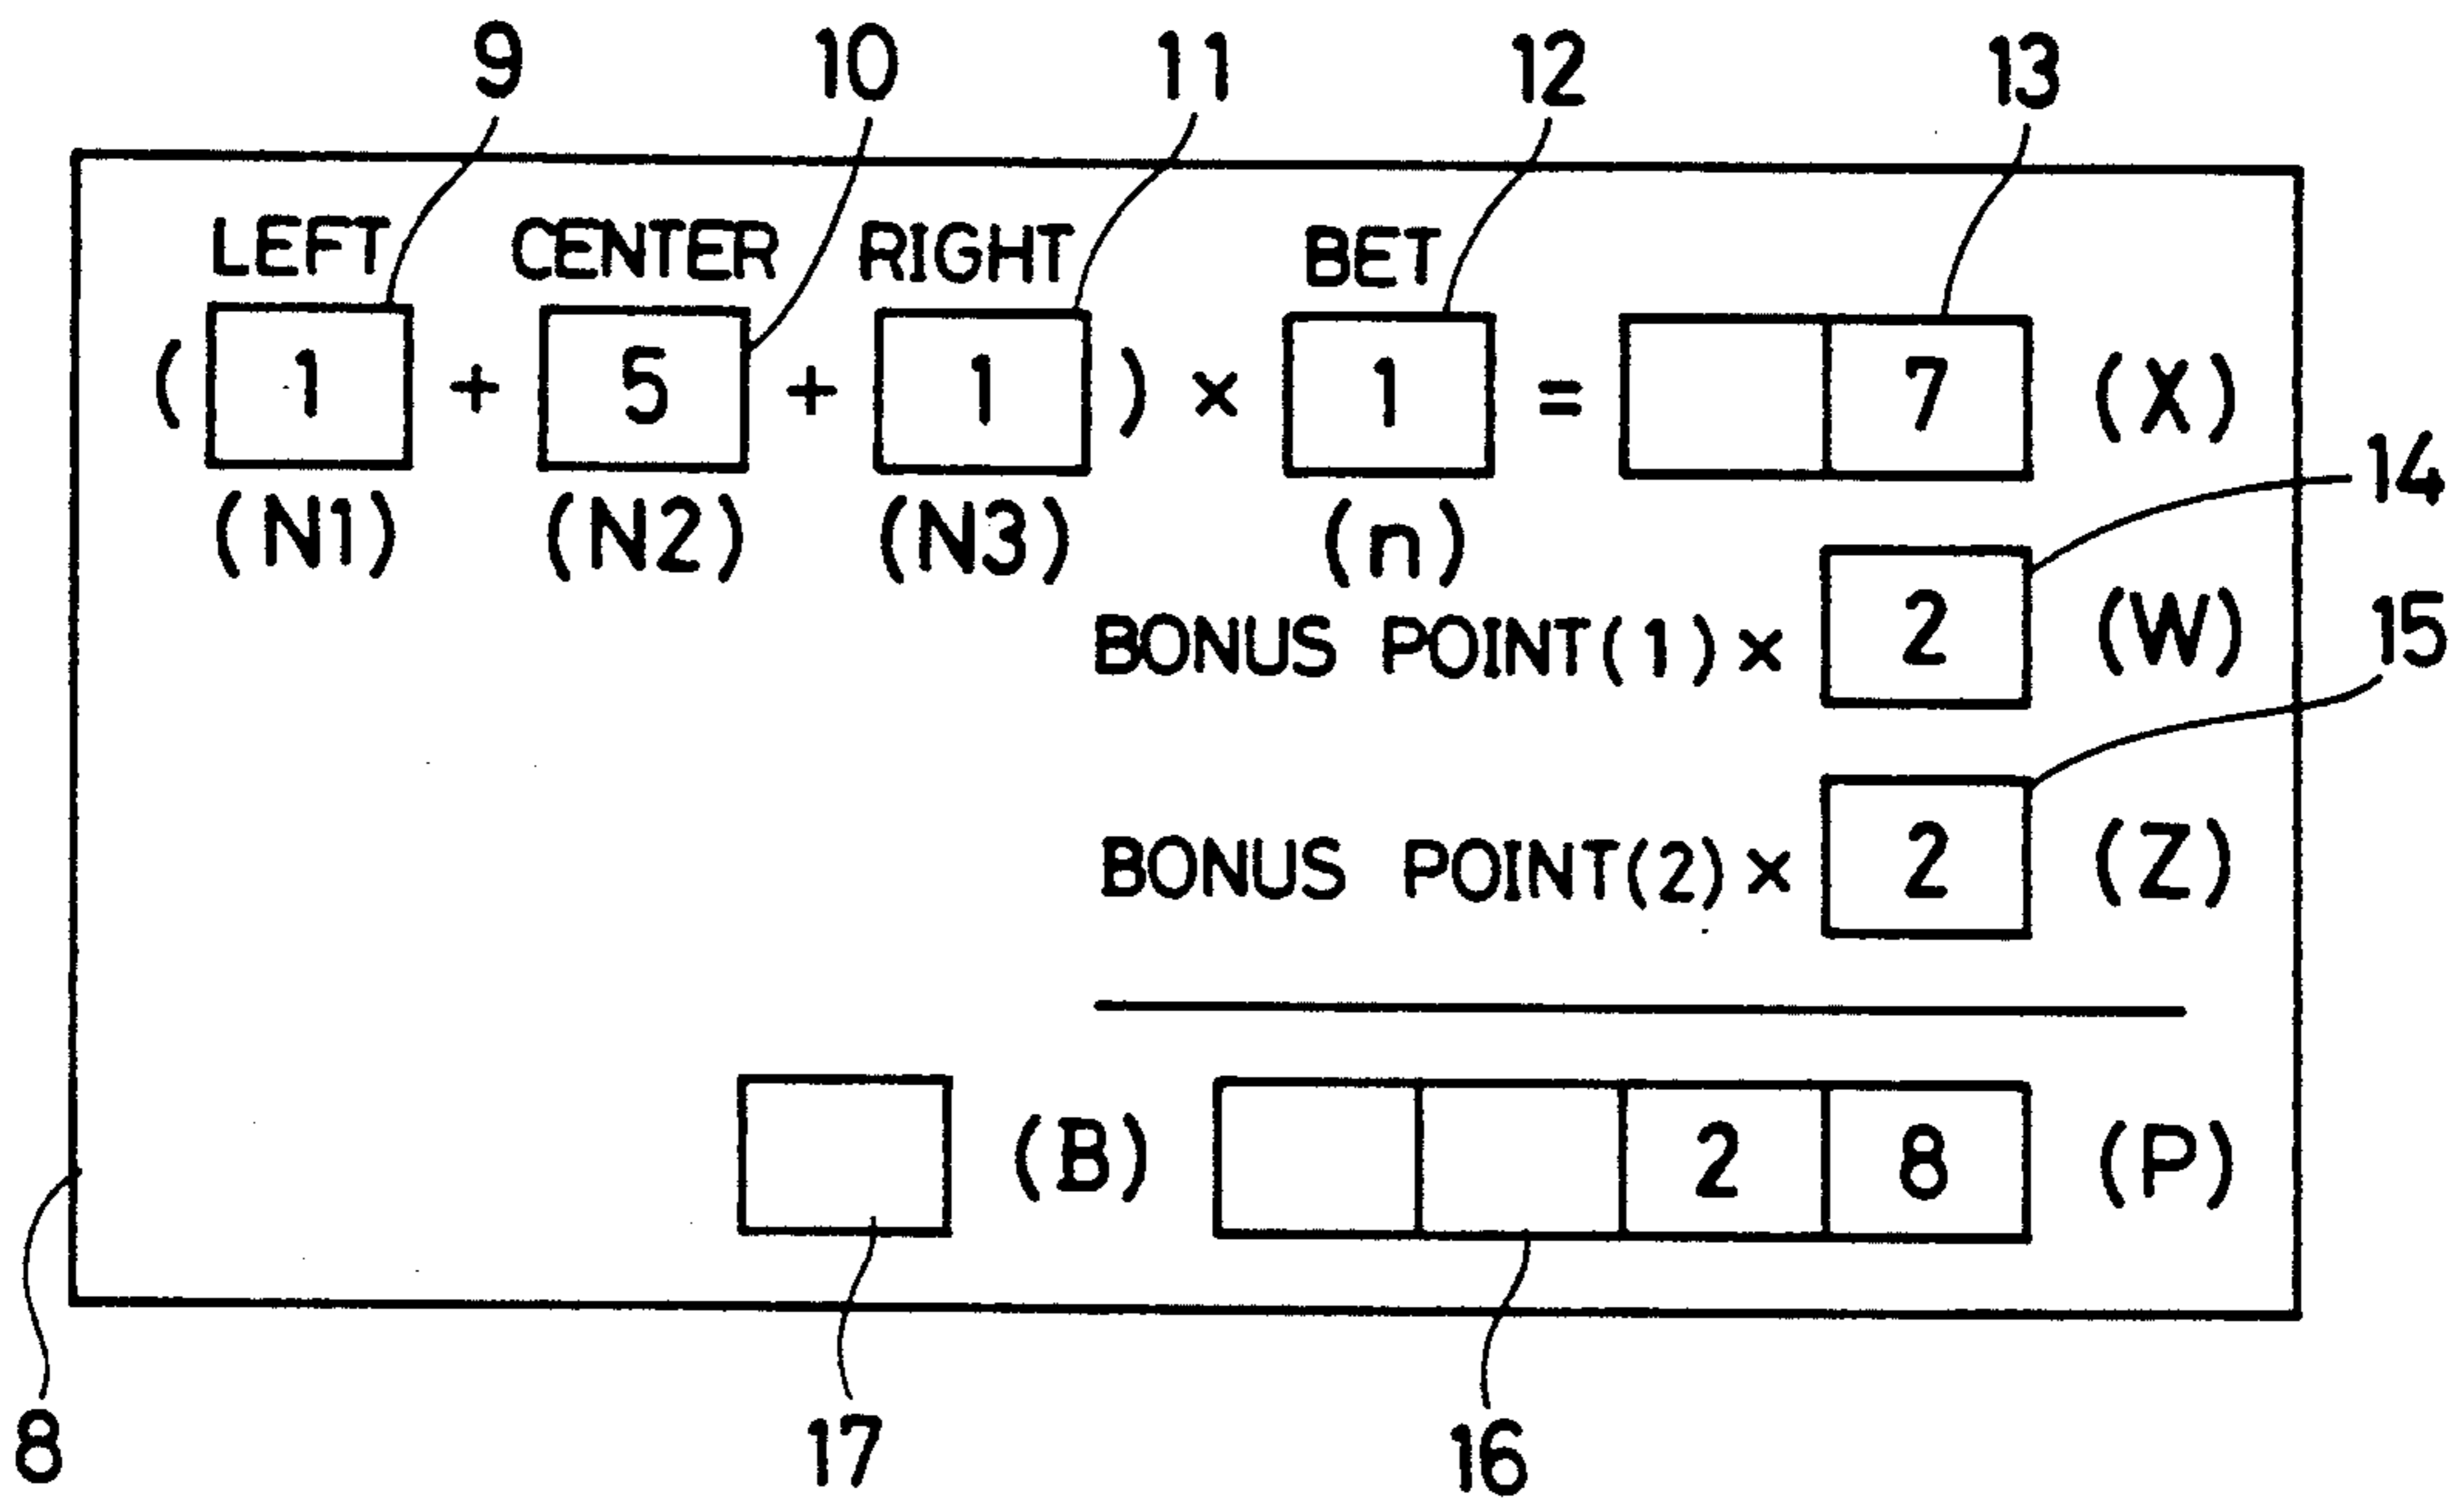 9 10 11 12 13
LEFT CENTER RIGHT BET
( 1 + 5 + 1 ) × 1 = 7 (X)
14
(N1) (N2) (N3) (n)
BONUS POINT(1) × 2 (W)
15
BONUS POINT(2) × 2 (Z)
(B) 2 8 (P)
8 17 16